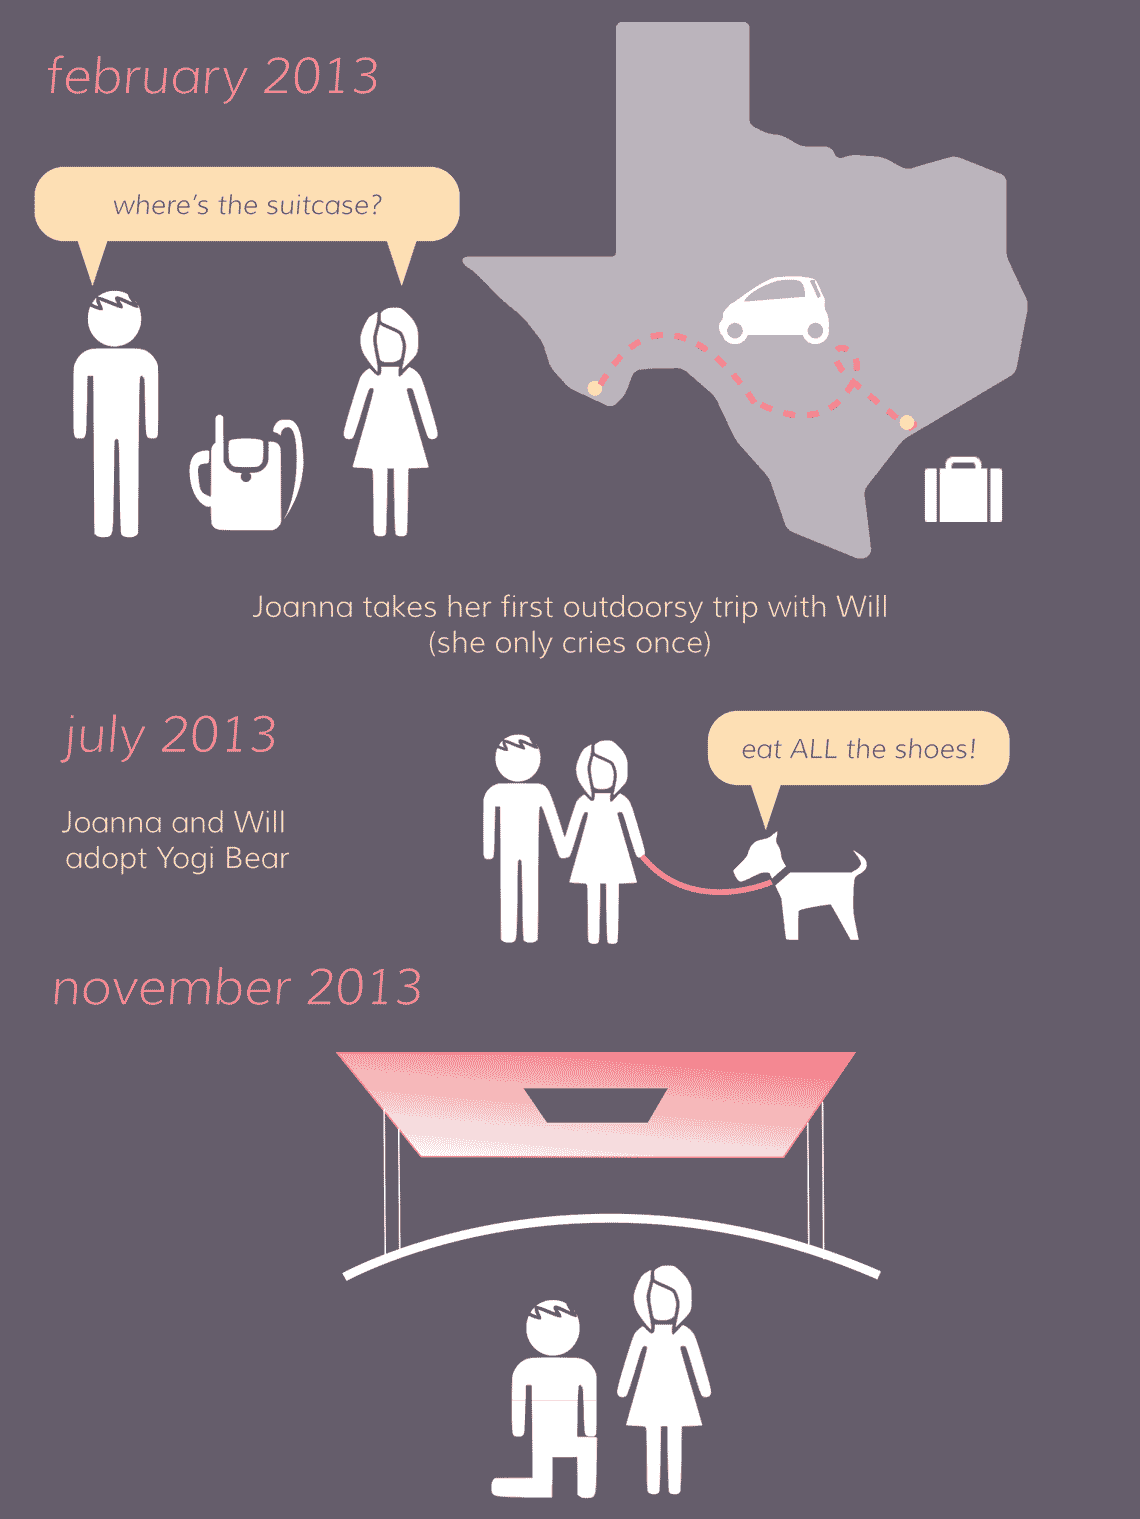 february 2013
where's the suitcase?
Joanna takes her first outdoorsy trip with Will
(she only cries once)
july 2013
eat ALL the shoes!
Joanna and Will
adopt Yogi Bear
november 2013